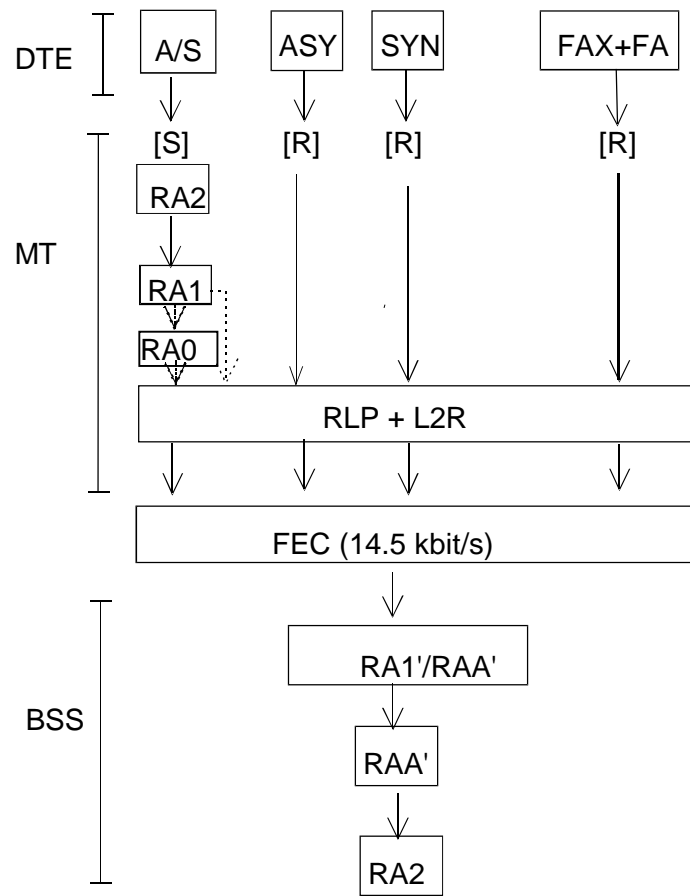 DTE
A/S
ASY
SYN
FAX+FA
[S]
[R]
[R]
[R]
RA2
MT
RA1
RA0
RLP + L2R
FEC (14.5 kbit/s)
RA1'/RAA'
BSS
RAA'
RA2